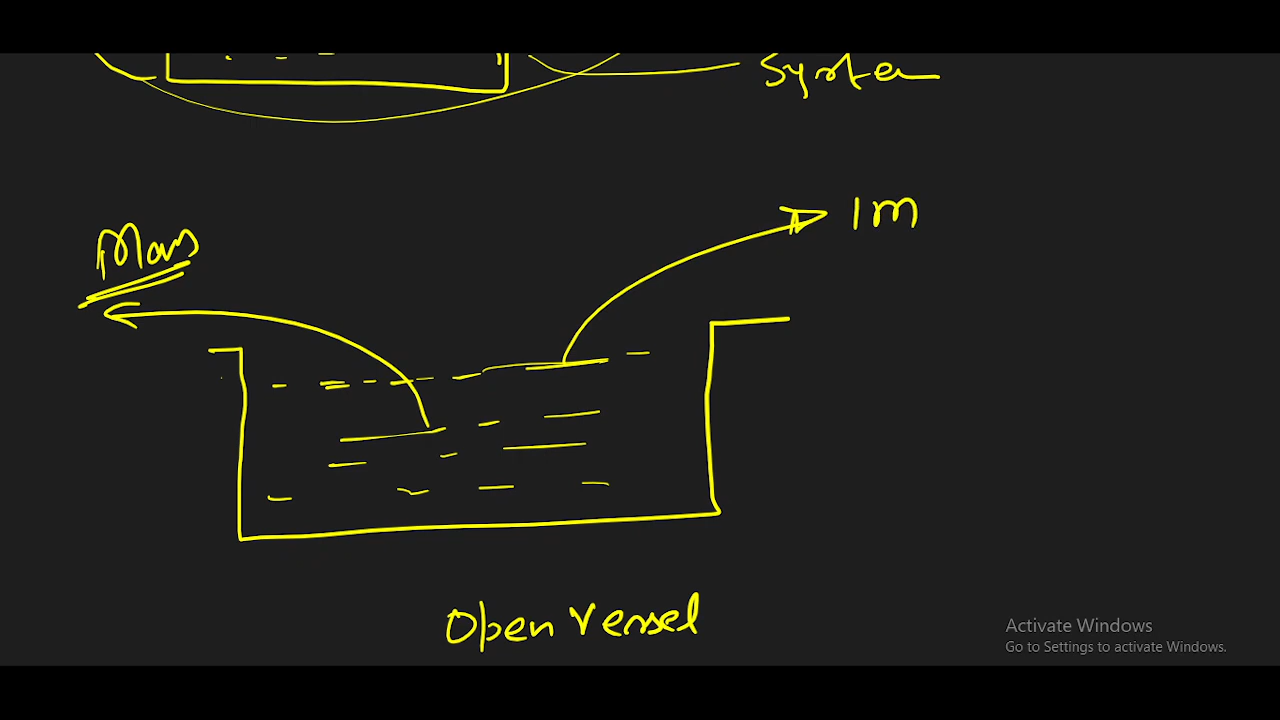 System
1m
Mass
Open Vessel
Activate Windows
Go to Settings to activate Windows.